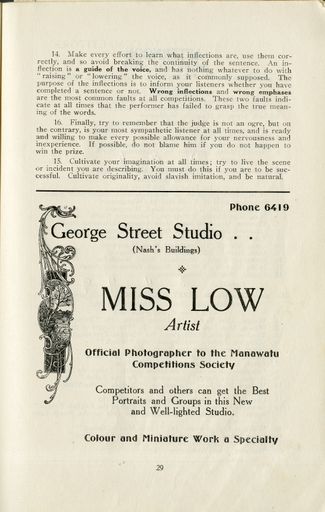 14. Make every effort to learn what inflections are, use them cor-
rectly, and so avoid breaking the continuity of the sentence. An in-
flection is a guide of the voice, and has nothing whatever to do with
"raising" or "lowering" the voice, as it commonly supposed. The
purpose of the inflections is to inform your listeners whether you have
completed a sentence or not. Wrong inflections and wrong emphases
are the most common faults at all competitions. These two faults indi-
cate at all times that the performer has failed to grasp the true mean-
ing of the words.
16. Finally, try to remember that the judge is not an ogre, but on
the contrary, is your most sympathetic listener at all times, and is ready
and willing to make every possible allowance for your nervousness and
inexperience. If possible, do not blame him if you do not happen to
win the prize.
15. Cultivate your imagination at all times; try to live the scene
or incident you are describing. You must do this if you are to be suc-
cessful. Cultivate originality, avoid slavish imitation, and be natural.
Phone 6419
George Street Studio . .
(Nash's Buildings)
MISS LOW
Artist
Official Photographer to the Manawatu
Competitions Society
Competitors and others can get the Best
Portraits and Groups in this New
and Well-lighted Studio.
Colour and Miniature Work a Specialty
29